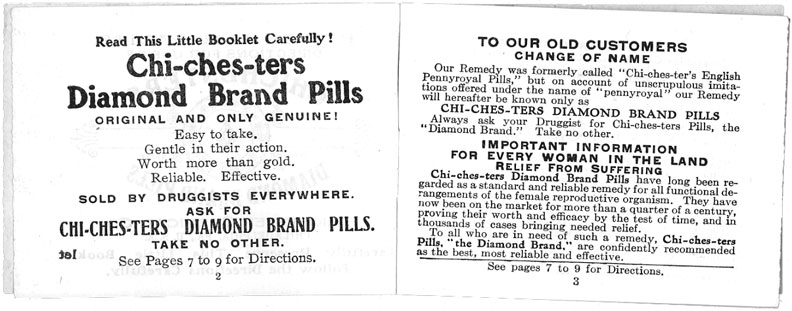 Read This Little Booklet Carefully!
Chi-ches-ters
Diamond Brand Pills
ORIGINAL AND ONLY GENUINE!
Easy to take.
Gentle in their action.
Worth more than gold.
Reliable. Effective.
SOLD BY DRUGGISTS EVERYWHERE.
ASK FOR
CHI-CHES-TERS DIAMOND BRAND PILLS.
TAKE NO OTHER.
See Pages 7 to 9 for Directions.
2
TO OUR OLD CUSTOMERS
CHANGE OF NAME
Our Remedy was formerly called "Chi-ches-ter's English
Pennyroyal Pills," but on account of unscrupulous imita-
tions offered under the name of "pennyroyal" our Remedy
will hereafter be known only as
CHI-CHES-TERS DIAMOND BRAND PILLS
Always ask your Druggist for Chi-ches-ters Pills, the
"Diamond Brand." Take no other.
IMPORTANT INFORMATION
FOR EVERY WOMAN IN THE LAND
RELIEF FROM SUFFERING
Chi-ches-ters Diamond Brand Pills have long been re-
garded as a standard and reliable remedy for all functional de-
rangements of the female reproductive organism. They have
now been on the market for more than a quarter of a century,
proving their worth and efficacy by the test of time, and in
thousands of cases bringing needed relief.
To all who are in need of such a remedy, Chi-ches-ters
Pills, "the Diamond Brand," are confidently recommended
as the best, most reliable and effective.
See pages 7 to 9 for Directions.
3